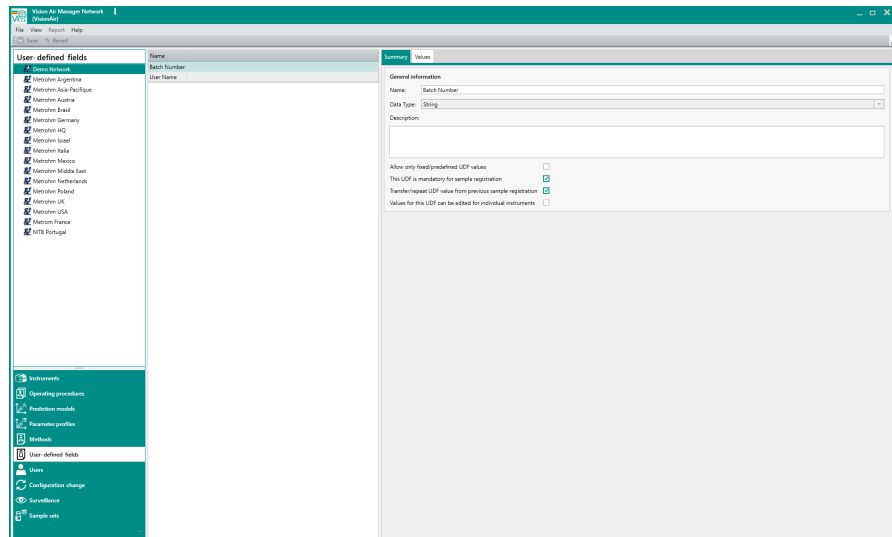 Vision Air Manager Network
(VisionAir)
File View Report Help
Save Revert
User-defined fields
Demo Network
Metrohm Argentina
Metrohm Asia-Pacifique
Metrohm Austria
Metrohm Brasil
Metrohm Germany
Metrohm HQ
Metrohm Israel
Metrohm Italia
Metrohm Mexico
Metrohm Middle East
Metrohm Netherlands
Metrohm Poland
Metrohm UK
Metrohm USA
Metrom France
MTB Portugal
Instruments
Operating procedures
Prediction models
Parameter profiles
Methods
User-defined fields
Users
Configuration change
Surveillance
Sample sets
Name
Batch Number
User Name
Summary Values
General information
Name: Batch Number
Data Type: String
Description:
Allow only fixed/predefined UDF values
This UDF is mandatory for sample registration
Transfer/repeat UDF value from previous sample registration
Values for this UDF can be edited for individual instruments